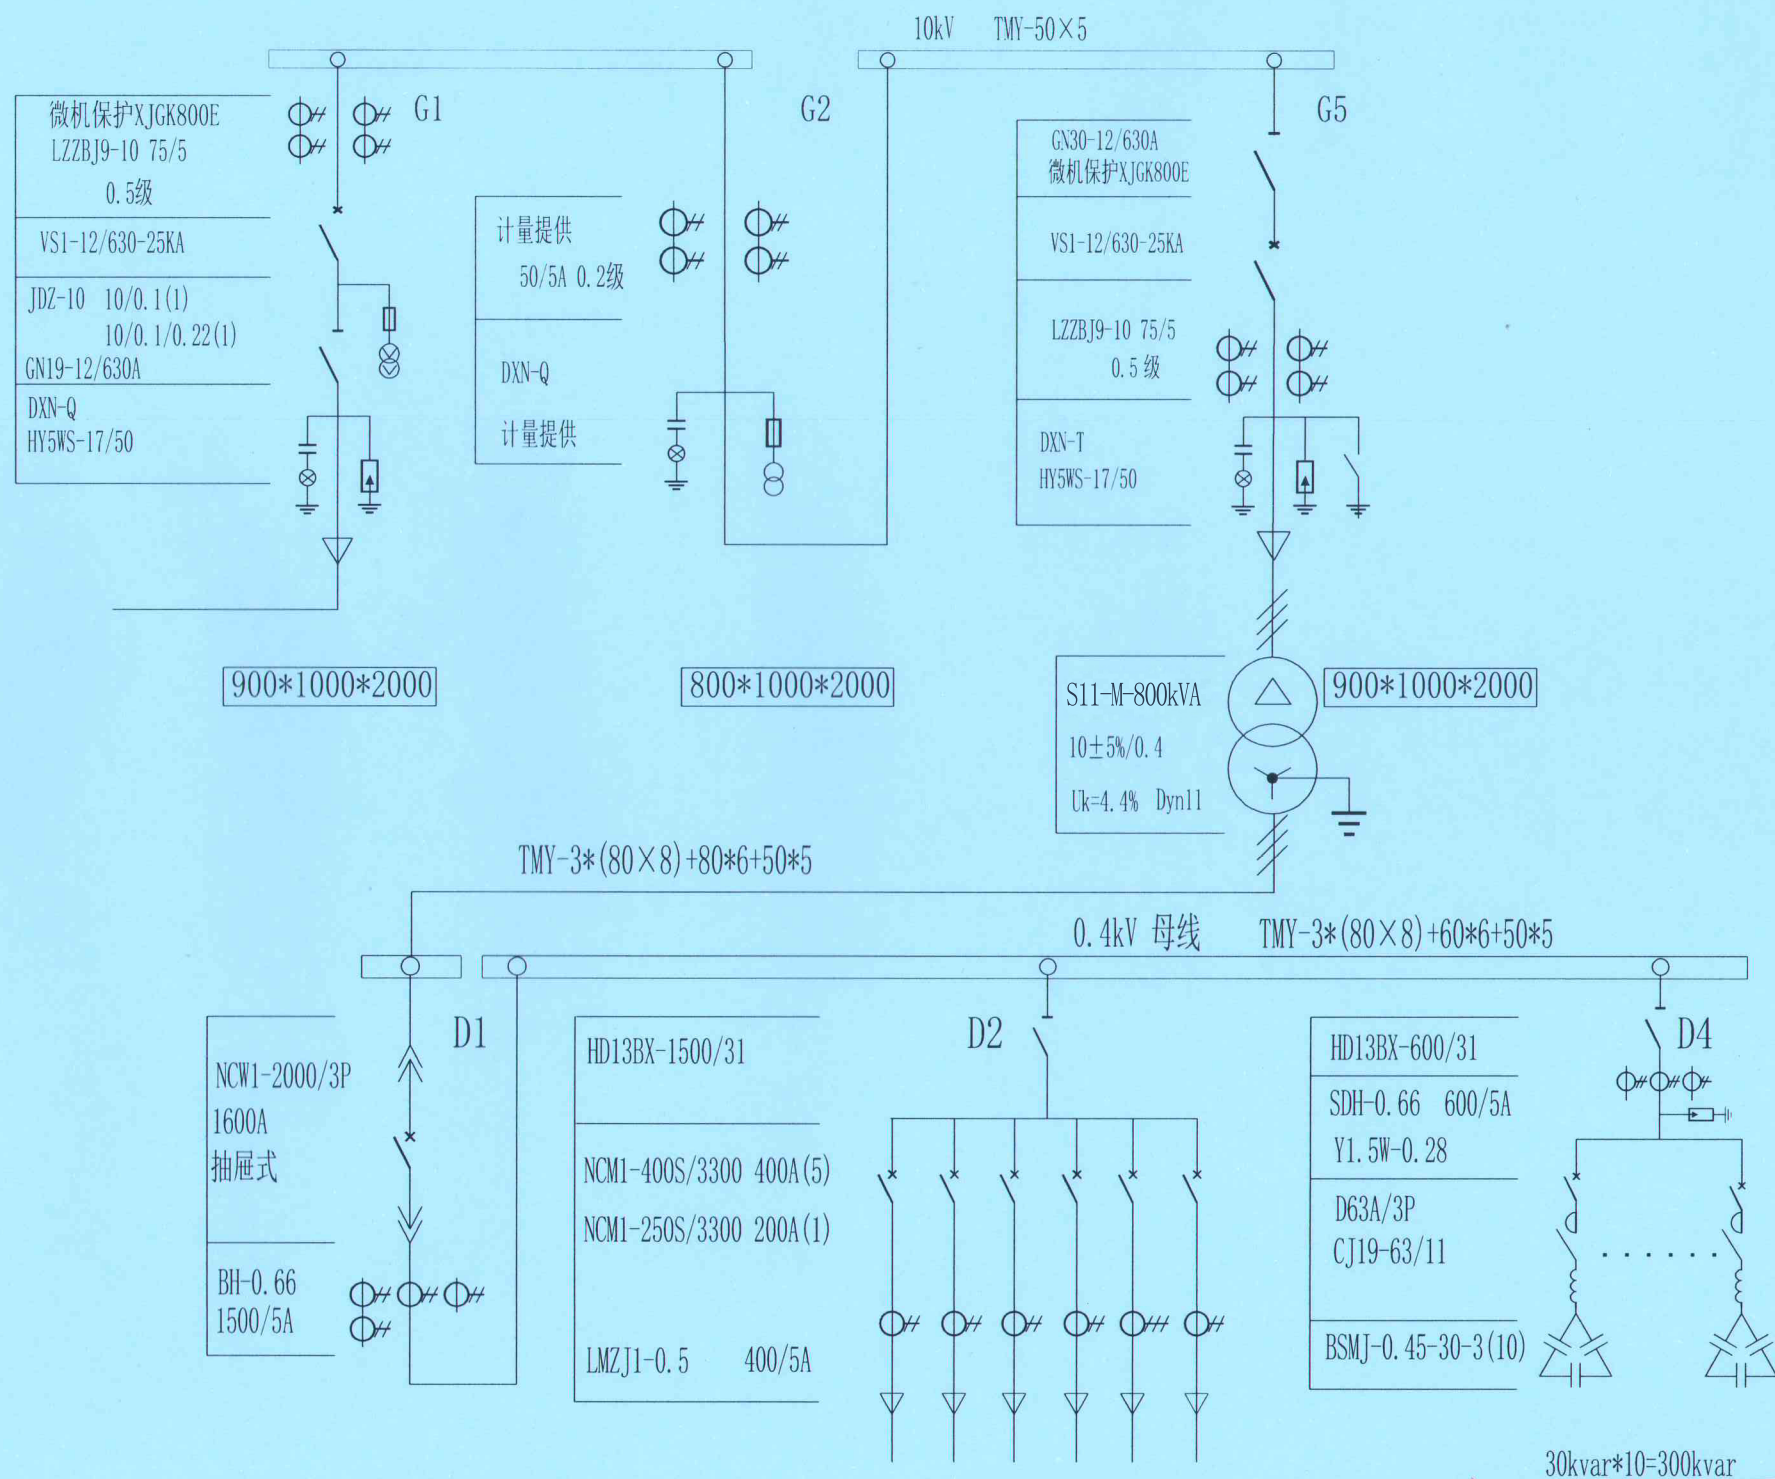 10kV TMY-50×5
G1
微机保护XJGK800E
LZZBJ9-10 75/5
0.5级
VS1-12/630-25KA
JDZ-10 10/0.1(1)
10/0.1/0.22(1)
GN19-12/630A
DXN-Q
HY5WS-17/50
G2
计量提供
50/5A 0.2级
DXN-Q
计量提供
G5
GN30-12/630A
微机保护XJGK800E
VS1-12/630-25KA
LZZBJ9-10 75/5
0.5级
DXN-T
HY5WS-17/50
900*1000*2000
800*1000*2000
900*1000*2000
S11-M-800kVA
10±5%/0.4
Uk=4.4% Dyn11
TMY-3*(80×8)+80*6+50*5
0.4kV 母线 TMY-3*(80×8)+60*6+50*5
D1
NCW1-2000/3P
1600A
抽屉式
BH-0.66
1500/5A
D2
HD13BX-1500/31
NCM1-400S/3300 400A(5)
NCM1-250S/3300 200A(1)
LMZJ1-0.5 400/5A
D4
HD13BX-600/31
SDH-0.66 600/5A
Y1.5W-0.28
D63A/3P
CJ19-63/11
BSMJ-0.45-30-3(10)
30kvar*10=300kvar